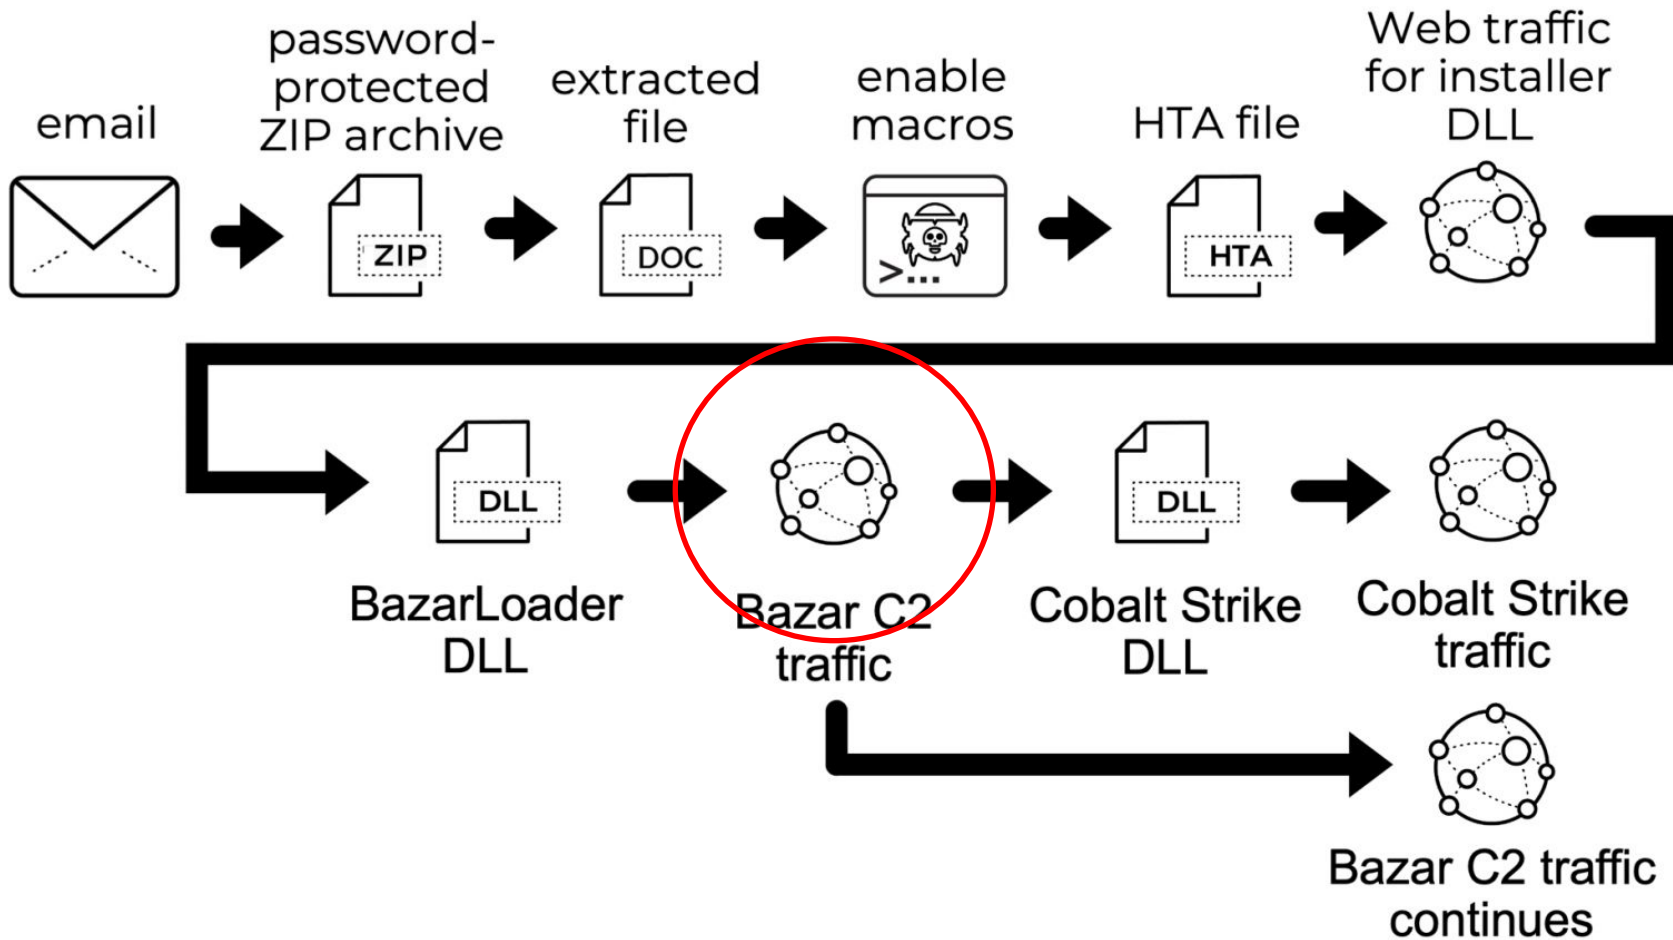 email
password-
protected
ZIP archive
extracted
file
enable
macros
HTA file
Web traffic
for installer
DLL
ZIP
DOC
>...
HTA
DLL
DLL
BazarLoader
DLL
Bazar C2
traffic
Cobalt Strike
DLL
Cobalt Strike
traffic
Bazar C2 traffic
continues